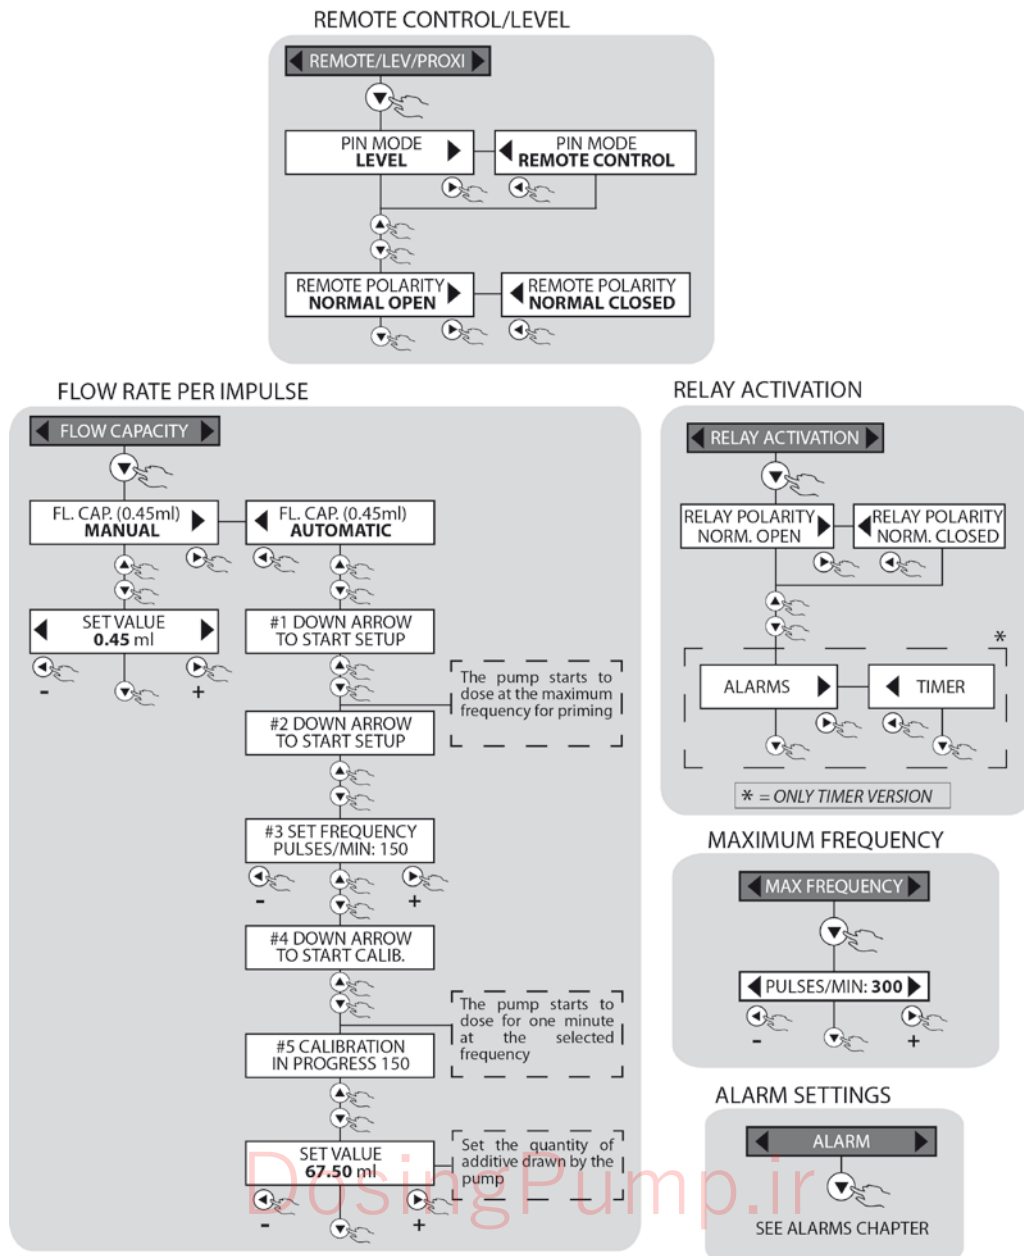 REMOTE CONTROL/LEVEL
REMOTE/LEV/PROXI
PIN MODE
LEVEL
PIN MODE
REMOTE CONTROL
REMOTE POLARITY
NORMAL OPEN
REMOTE POLARITY
NORMAL CLOSED
FLOW RATE PER IMPULSE
FLOW CAPACITY
FL. CAP. (0.45ml)
MANUAL
FL. CAP. (0.45ml)
AUTOMATIC
SET VALUE
0.45 ml
- +
#1 DOWN ARROW
TO START SETUP
The pump starts to
dose at the maximum
frequency for priming
#2 DOWN ARROW
TO START SETUP
#3 SET FREQUENCY
PULSES/MIN: 150
- +
#4 DOWN ARROW
TO START CALIB.
The pump starts to
dose for one minute
at the selected
frequency
#5 CALIBRATION
IN PROGRESS 150
SET VALUE
67.50 ml
- +
Set the quantity of
additive drawn by the
pump
RELAY ACTIVATION
RELAY ACTIVATION
RELAY POLARITY
NORM. OPEN
RELAY POLARITY
NORM. CLOSED
*
ALARMS
TIMER
* = ONLY TIMER VERSION
MAXIMUM FREQUENCY
MAX FREQUENCY
PULSES/MIN: 300
- +
ALARM SETTINGS
ALARM
SEE ALARMS CHAPTER
DosingPump.ir